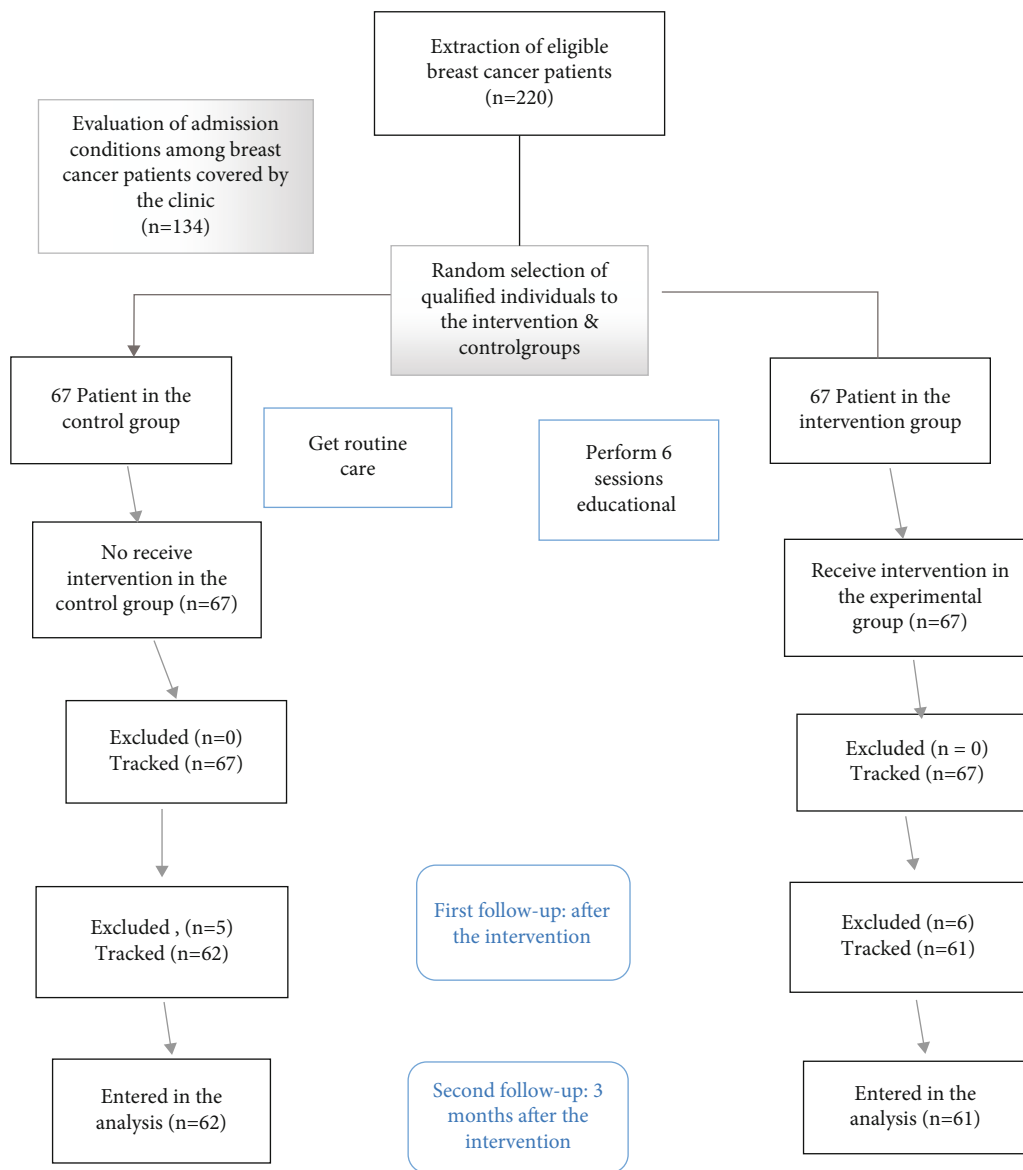 Extraction of eligible
breast cancer patients
(n=220)
Evaluation of admission
conditions among breast
cancer patients covered by
the clinic
(n=134)
Random selection of
qualified individuals to
the intervention &
controlgroups
67 Patient in the
control group
67 Patient in the
intervention group
Get routine
care
Perform 6
sessions
educational
No receive
intervention in the
control group (n=67)
Receive intervention in
the experimental
group (n=67)
Excluded (n=0)
Tracked (n=67)
Excluded (n = 0)
Tracked (n=67)
Excluded , (n=5)
Tracked (n=62)
First follow-up: after
the intervention
Excluded (n=6)
Tracked (n=61)
Entered in the
analysis (n=62)
Second follow-up: 3
months after the
intervention
Entered in the
analysis (n=61)